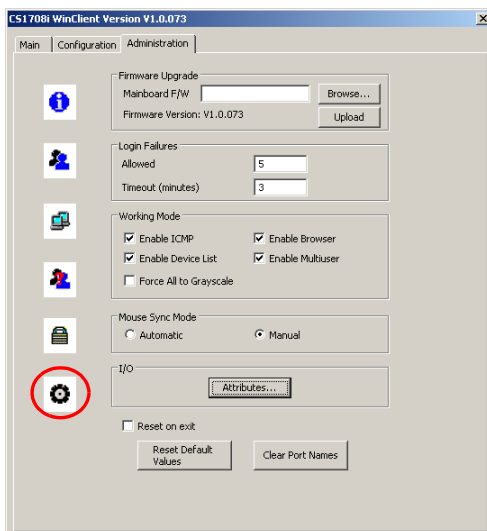 CS1708i WinClient Version V1.0.073
Main Configuration Administration
Firmware Upgrade
Mainboard F/W Browse...
Firmware Version: V1.0.073 Upload
Login Failures
Allowed 5
Timeout (minutes) 3
Working Mode
Enable ICMP Enable Browser
Enable Device List Enable Multiuser
Force All to Grayscale
Mouse Sync Mode
Automatic Manual
I/O
Attributes...
Reset on exit
Reset Default
Values
Clear Port Names